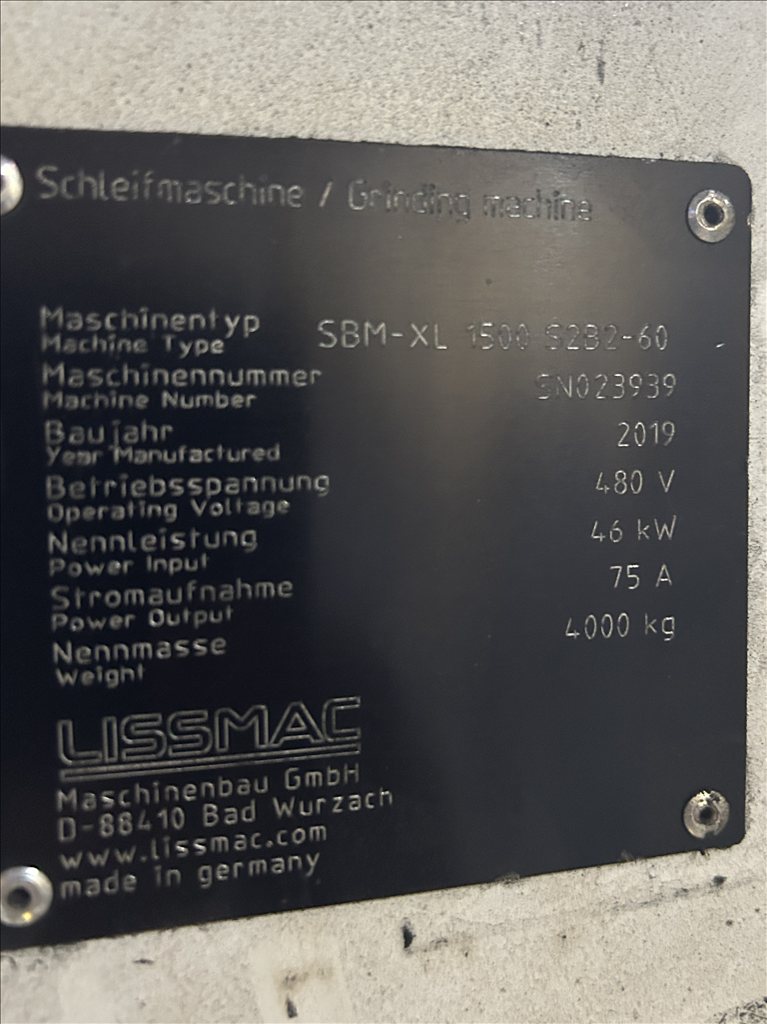 Schleifmaschine / Grinding machine
Maschinentyp
Machine Type
SBM-XL 1500 S2B2-60
Maschinennummer
Machine Number
SN023939
Baujahr
Year Manufactured
2019
Betriebsspannung
Operating Voltage
480 V
Nennleistung
Power Input
46 kW
Stromaufnahme
Power Output
75 A
Nennmasse
Weight
4000 kg
LISSMAC
Maschinenbau GmbH
D-88410 Bad Wurzach
www.lissmac.com
made in germany